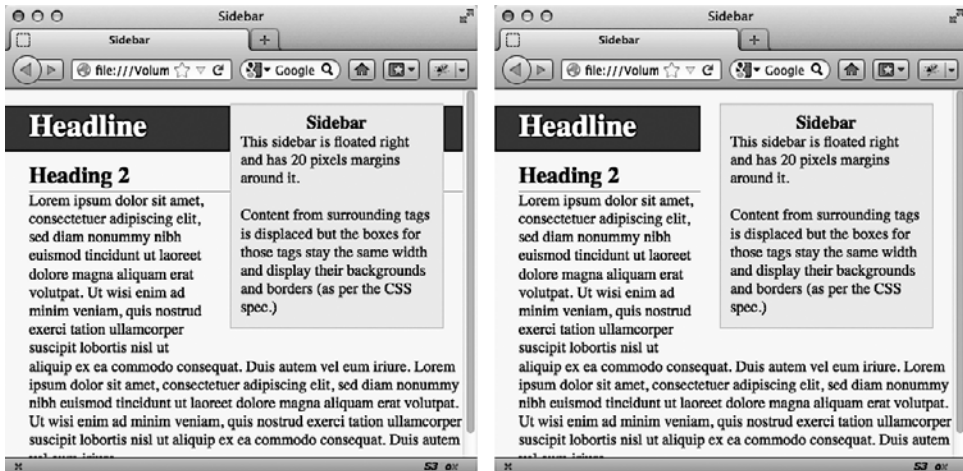 Sidebar
Sidebar
+
file:///Volum
Google
Headline
Sidebar
This sidebar is floated right
and has 20 pixels margins
around it.
Content from surrounding tags
is displaced but the boxes for
those tags stay the same width
and display their backgrounds
and borders (as per the CSS
spec.)
Heading 2
Lorem ipsum dolor sit amet,
consectetuer adipiscing elit,
sed diam nonummy nibh
euismod tincidunt ut laoreet
dolore magna aliquam erat
volutpat. Ut wisi enim ad
minim veniam, quis nostrud
exerci tation ullamcorper
suscipit lobortis nisl ut
aliquip ex ea commodo consequat. Duis autem vel eum iriure. Lorem
ipsum dolor sit amet, consectetuer adipiscing elit, sed diam nonummy
nibh euismod tincidunt ut laoreet dolore magna aliquam erat volutpat.
Ut wisi enim ad minim veniam, quis nostrud exerci tation ullamcorper
suscipit lobortis nisl ut aliquip ex ea commodo consequat. Duis autem
Sidebar
Sidebar
+
file:///Volum
Google
Headline
Sidebar
This sidebar is floated right
and has 20 pixels margins
around it.
Content from surrounding tags
is displaced but the boxes for
those tags stay the same width
and display their backgrounds
and borders (as per the CSS
spec.)
Heading 2
Lorem ipsum dolor sit amet,
consectetuer adipiscing elit,
sed diam nonummy nibh
euismod tincidunt ut laoreet
dolore magna aliquam erat
volutpat. Ut wisi enim ad
minim veniam, quis nostrud
exerci tation ullamcorper
suscipit lobortis nisl ut
aliquip ex ea commodo consequat. Duis autem vel eum iriure. Lorem
ipsum dolor sit amet, consectetuer adipiscing elit, sed diam nonummy
nibh euismod tincidunt ut laoreet dolore magna aliquam erat volutpat.
Ut wisi enim ad minim veniam, quis nostrud exerci tation ullamcorper
suscipit lobortis nisl ut aliquip ex ea commodo consequat. Duis autem